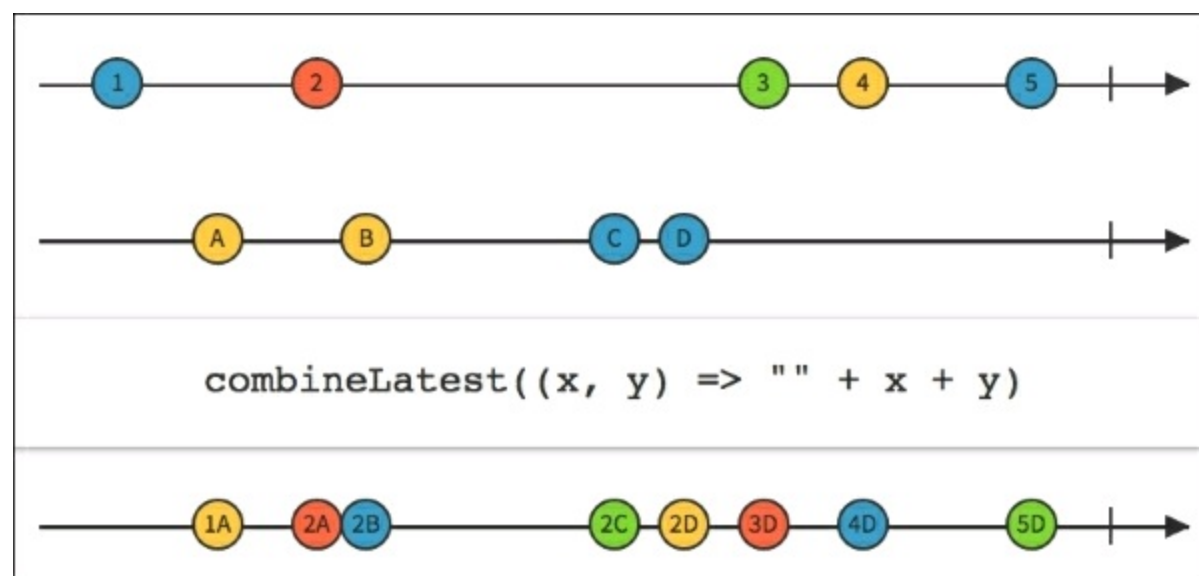 1 2 3 4 5
A B C D
combineLatest((x, y) => "" + x + y)
1A 2A 2B 2C 2D 3D 4D 5D